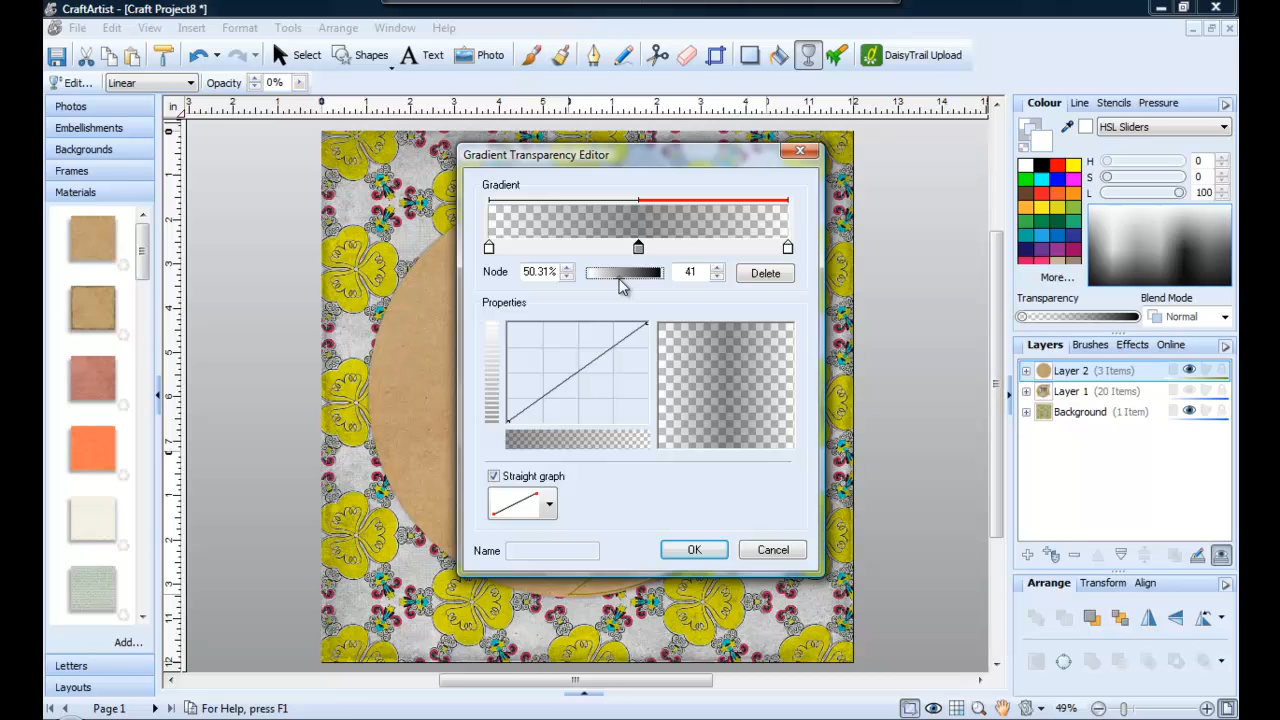 CraftArtist - [Craft Project8 *]
File Edit View Insert Format Tools Arrange Window Help
Select Shapes Text Photo DaisyTrail Upload
Edit... Linear Opacity 0%
Photos
Embellishments
Backgrounds
Frames
Materials
Add...
Letters
Layouts
Page 1 For Help, press F1 49%
in
Gradient Transparency Editor
Gradient
Node 50.31% 41 Delete
Properties
Straight graph
Name OK Cancel
Colour Line Stencils Pressure
HSL Sliders
H 0
S 0
L 100
More...
Transparency Blend Mode
Normal
Layers Brushes Effects Online
Layer 2 (3 Items)
Layer 1 (20 Items)
Background (1 Item)
Arrange Transform Align